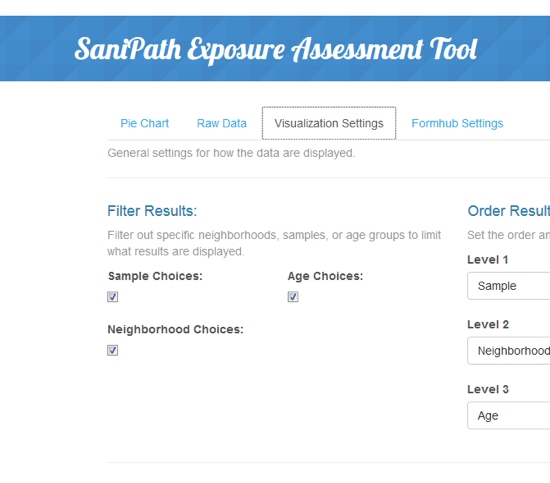 SaniPath Exposure Assessment Tool
Pie Chart Raw Data Visualization Settings Formhub Settings
General settings for how the data are displayed.
Filter Results:
Filter out specific neighborhoods, samples, or age groups to limit
what results are displayed.
Sample Choices: Age Choices:
Neighborhood Choices:
Order Result
Set the order an
Level 1
Sample
Level 2
Neighborhood
Level 3
Age